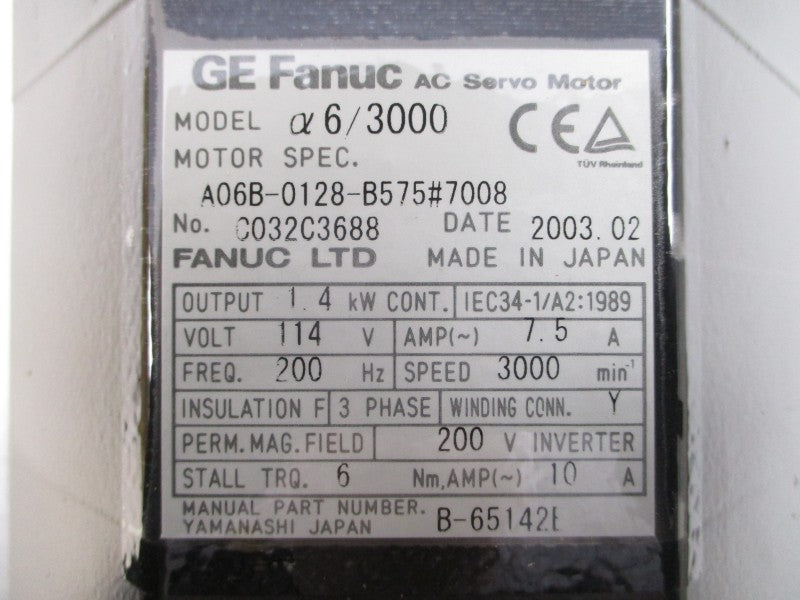 GE Fanuc AC Servo Motor
MODEL α6/3000
CE
TÜV Rheinland
MOTOR SPEC.
A06B-0128-B575#7008
No. C032C3688 DATE 2003.02
FANUC LTD MADE IN JAPAN
OUTPUT 1.4 kW CONT. IEC34-1/A2:1989
VOLT 114 V AMP(~) 7.5 A
FREQ. 200 Hz SPEED 3000 min⁻¹
INSULATION F 3 PHASE WINDING CONN. Y
PERM.MAG.FIELD 200 V INVERTER
STALL TRQ. 6 Nm,AMP(~) 10 A
MANUAL PART NUMBER.
YAMANASHI JAPAN